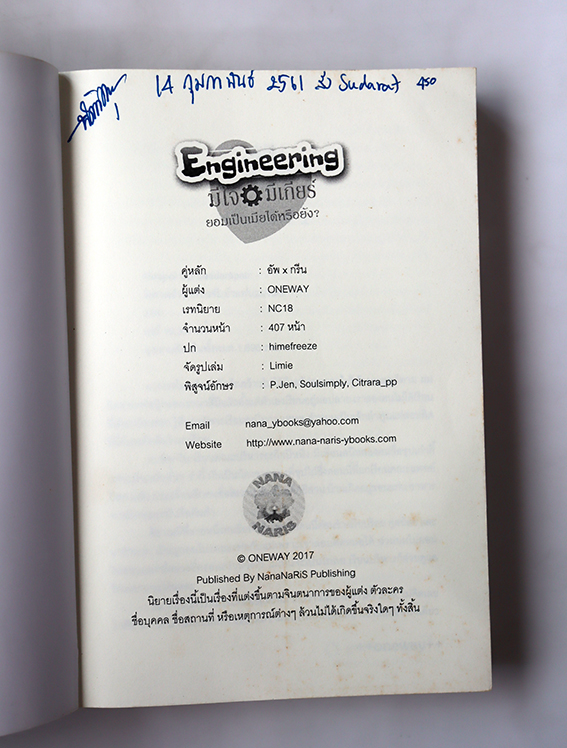 14 กุมภาพันธ์ 2561 Sudarat 450
Engineering
มีใจ มีเกียร์
ยอมเป็นเมียได้หรือยัง?
คู่หลัก : อัพ x กรีน
ผู้แต่ง : ONEWAY
เรทนิยาย : NC18
จำนวนหน้า : 407 หน้า
ปก : himefreeze
จัดรูปเล่ม : Limie
พิสูจน์อักษร : P.Jen, Soulsimply, Citrara_pp
Email nana_ybooks@yahoo.com
Website http://www.nana-naris-ybooks.com
NANA
NARIS
© ONEWAY 2017
Published By NanaNaRiS Publishing
นิยายเรื่องนี้เป็นเรื่องที่แต่งขึ้นตามจินตนาการของผู้แต่ง ตัวละคร
ชื่อบุคคล ชื่อสถานที่ หรือเหตุการณ์ต่างๆ ล้วนไม่ได้เกิดขึ้นจริงใดๆ ทั้งสิ้น